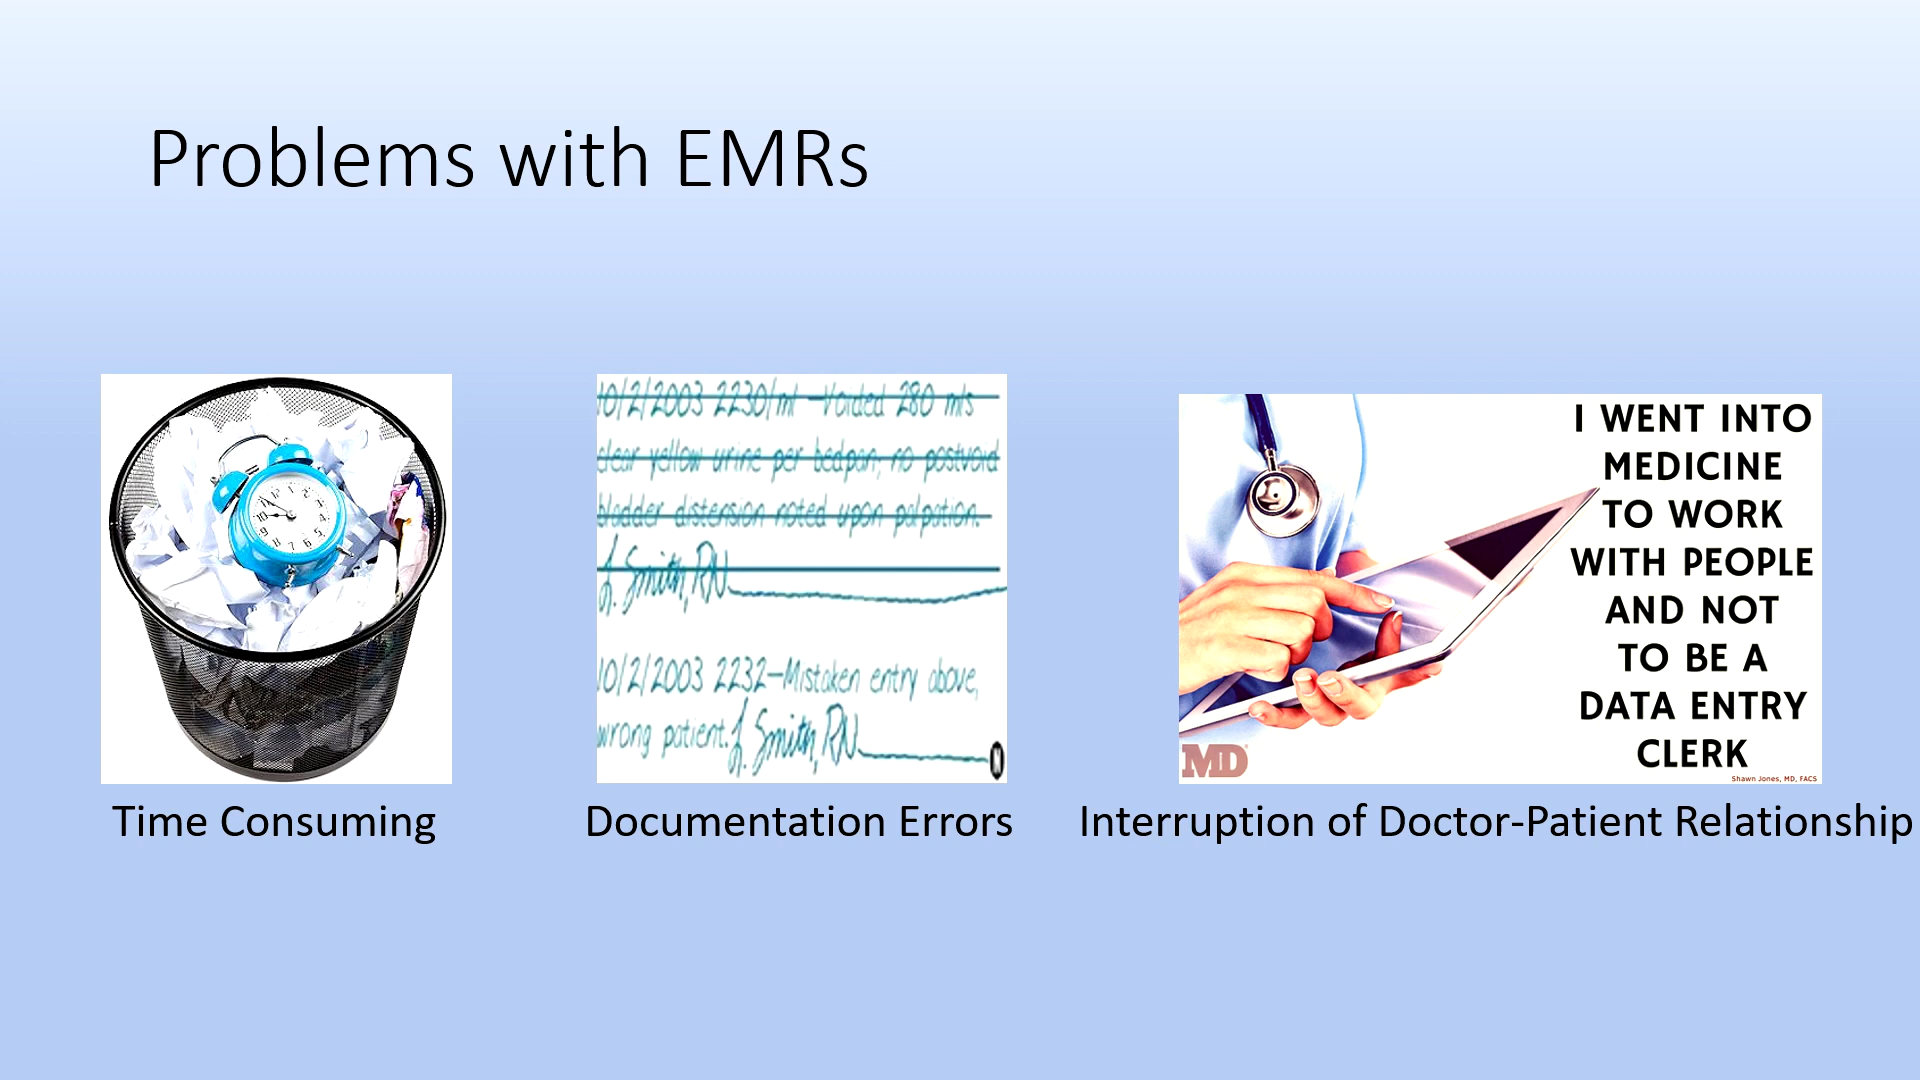 Problems with EMRs
10/2/2003 2230/ml—Voided 280 mls
clear yellow urine per bedpan; no postvoid
bladder distension noted upon palpation.
L. Smith, RN
10/2/2003 2232—Mistaken entry above,
wrong patient. L. Smith, RN
I WENT INTO
MEDICINE
TO WORK
WITH PEOPLE
AND NOT
TO BE A
DATA ENTRY
CLERK
MD
Shawn Jones, MD, FACS
Time Consuming
Documentation Errors
Interruption of Doctor-Patient Relationship